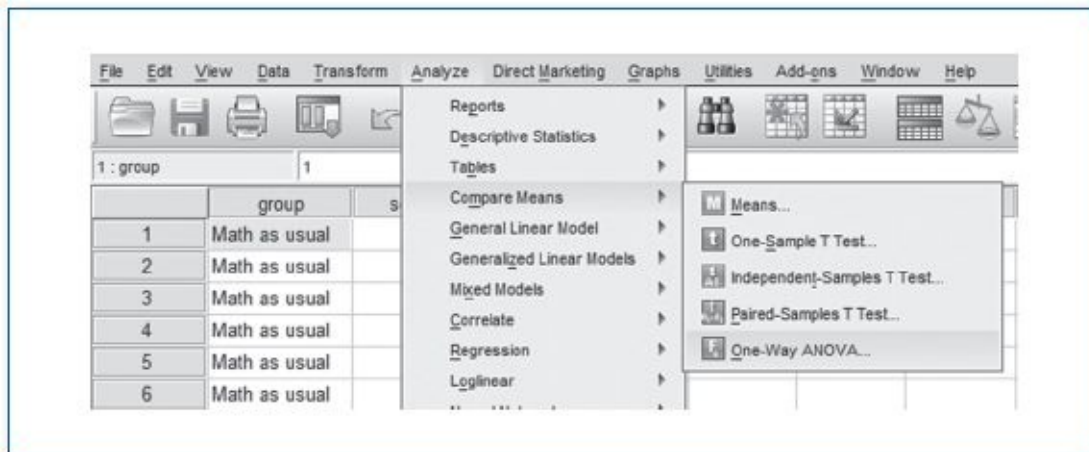 File Edit View Data Transform Analyze Direct Marketing Graphs Utilities Add-ons Window Help
Reports
Descriptive Statistics
1 : group 1 Tables
group s Compare Means Means...
1 Math as usual General Linear Model One-Sample T Test...
2 Math as usual Generalized Linear Models Independent-Samples T Test...
3 Math as usual Mixed Models Paired-Samples T Test...
4 Math as usual Correlate
5 Math as usual Regression One-Way ANOVA...
6 Math as usual Loglinear